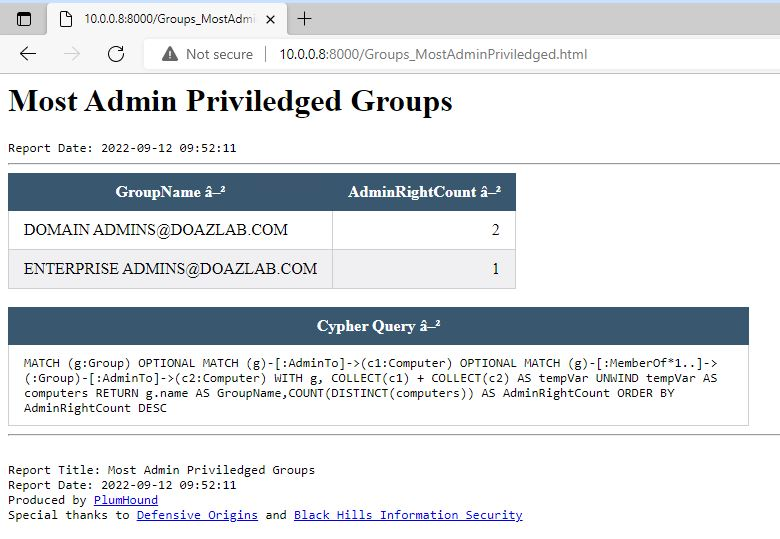 10.0.0.8:8000/Groups_MostAdmi
Not secure | 10.0.0.8:8000/Groups_MostAdminPriviledged.html
Most Admin Priviledged Groups
Report Date: 2022-09-12 09:52:11
GroupName â–² AdminRightCount â–²
DOMAIN ADMINS@DOAZLAB.COM 2
ENTERPRISE ADMINS@DOAZLAB.COM 1
Cypher Query â–²
MATCH (g:Group) OPTIONAL MATCH (g)-[:AdminTo]->(c1:Computer) OPTIONAL MATCH (g)-[:MemberOf*1..]->
(:Group)-[:AdminTo]->(c2:Computer) WITH g, COLLECT(c1) + COLLECT(c2) AS tempVar UNWIND tempVar AS
computers RETURN g.name AS GroupName,COUNT(DISTINCT(computers)) AS AdminRightCount ORDER BY
AdminRightCount DESC
Report Title: Most Admin Priviledged Groups
Report Date: 2022-09-12 09:52:11
Produced by PlumHound
Special thanks to Defensive Origins and Black Hills Information Security